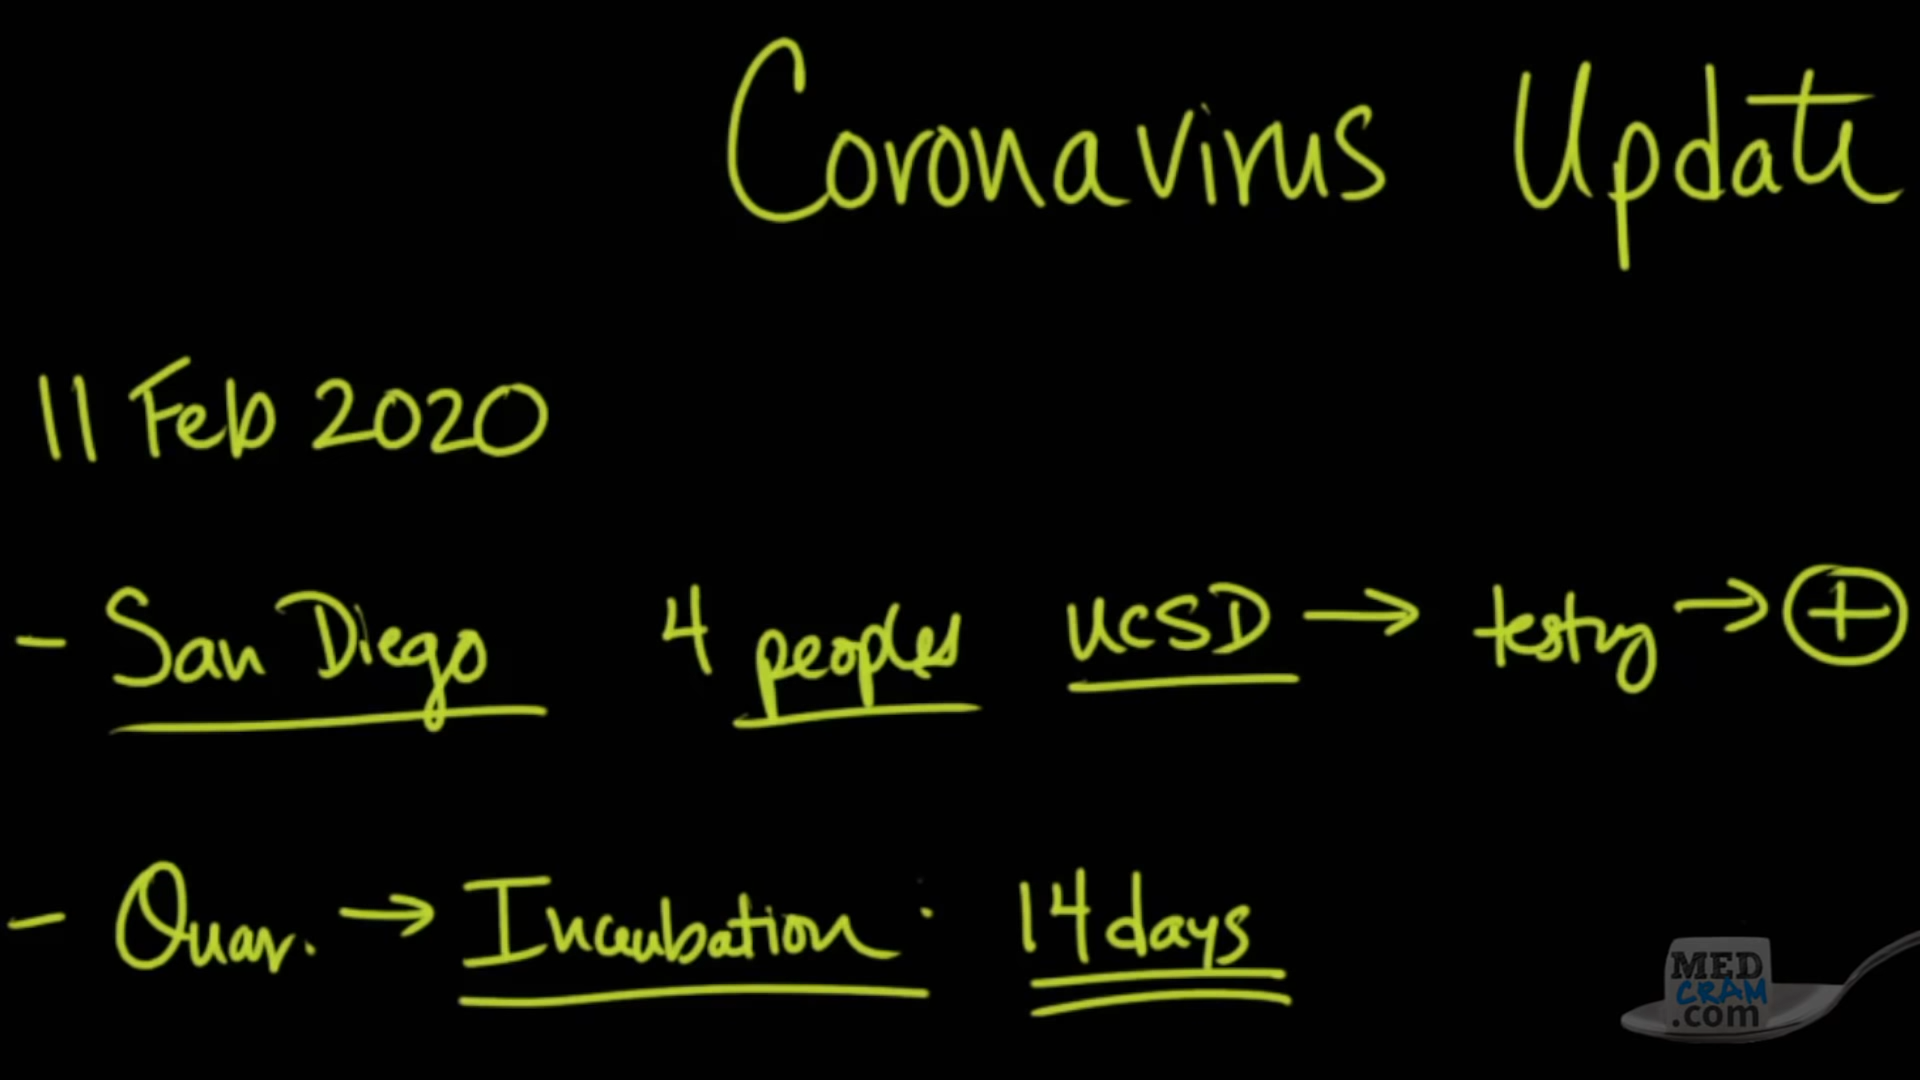 Coronavirus Update
11 Feb 2020
- San Diego 4 peoples UCSD → testing → +
- Quar. → Incubation: 14 days
MED
CRAM
.com